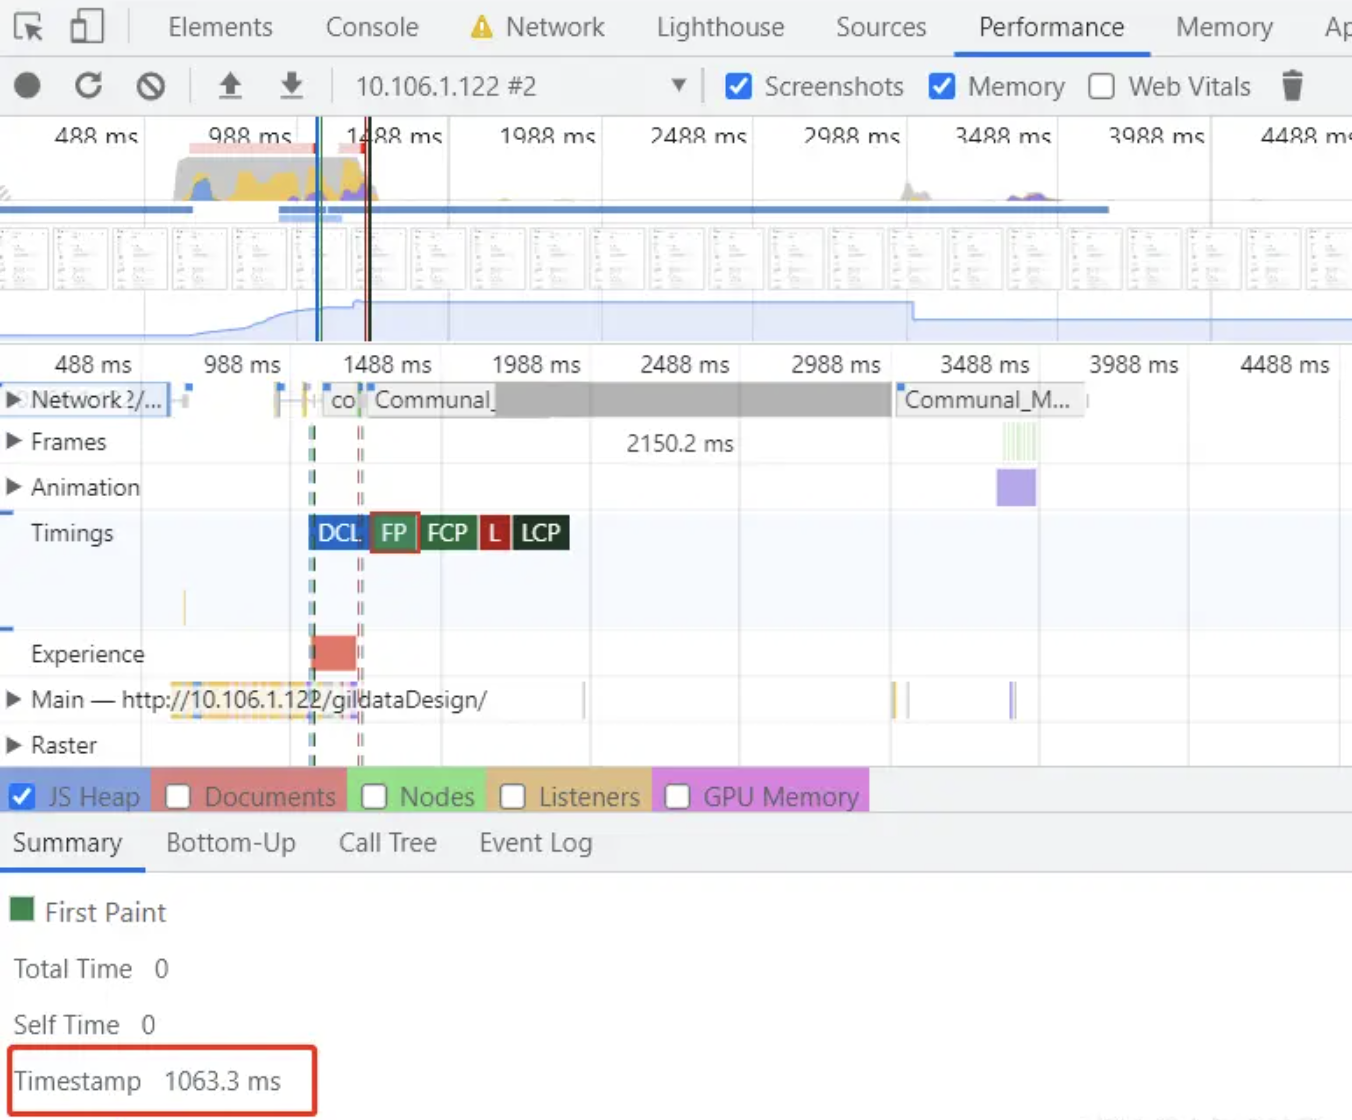 Elements Console Network Lighthouse Sources Performance Memory Ap
10.106.1.122 #2 Screenshots Memory Web Vitals
488 ms 988 ms 1488 ms 1988 ms 2488 ms 2988 ms 3488 ms 3988 ms 4488 ms
488 ms 988 ms 1488 ms 1988 ms 2488 ms 2988 ms 3488 ms 3988 ms 4488 ms
Network 2/... co Communal_ Communal_M...
Frames 2150.2 ms
Animation
Timings DCL FP FCP L LCP
Experience
Main — http://10.106.1.122/gildataDesign/
Raster
JS Heap Documents Nodes Listeners GPU Memory
Summary Bottom-Up Call Tree Event Log
First Paint
Total Time 0
Self Time 0
Timestamp 1063.3 ms